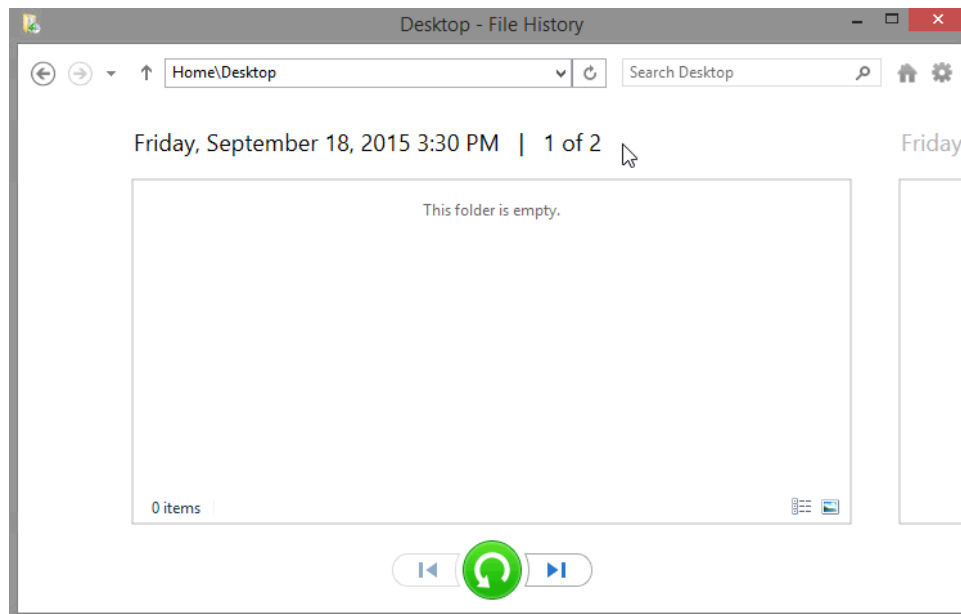 Desktop - File History
Home\Desktop
Search Desktop
Friday, September 18, 2015 3:30 PM | 1 of 2
Friday
This folder is empty.
0 items